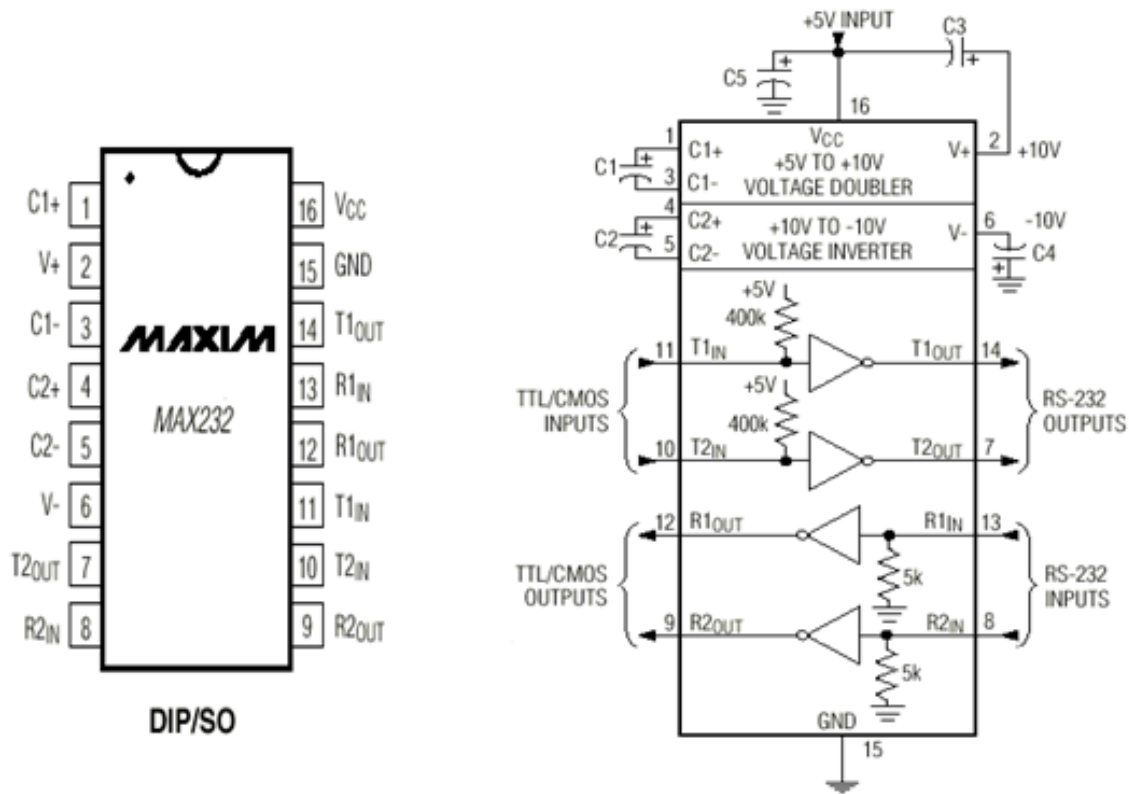 C1+ 1
V+ 2
C1- 3
C2+ 4
C2- 5
V- 6
T2OUT 7
R2IN 8
16 VCC
15 GND
14 T1OUT
13 R1IN
12 R1OUT
11 T1IN
10 T2IN
9 R2OUT
MAXIM
MAX232
DIP/SO
+5V INPUT
C3
+
C5 +
16
1 C1+
C1 +
3 C1-
VCC
+5V TO +10V
VOLTAGE DOUBLER
V+ 2 +10V
4 C2+
C2 +
5 C2-
+10V TO -10V
VOLTAGE INVERTER
V- 6 -10V
C4
+
+5V
400k
11 T1IN T1OUT 14
+5V
400k
10 T2IN T2OUT 7
TTL/CMOS
INPUTS
RS-232
OUTPUTS
12 R1OUT R1IN 13
5k
9 R2OUT R2IN 8
5k
TTL/CMOS
OUTPUTS
RS-232
INPUTS
GND
15